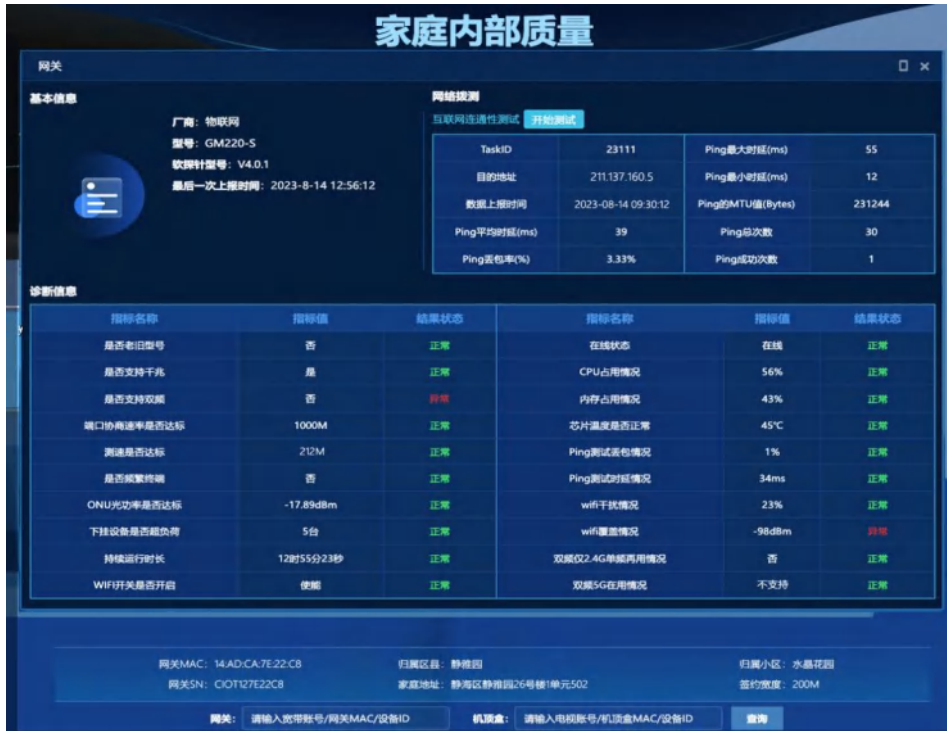 家庭内部质量
网关
基本信息
厂商：物联网
型号：GM220-S
软探针型号：V4.0.1
最后一次上报时间：2023-8-14 12:56:12
网络拨测
互联网连通性测试 开始测试
TaskID 23111 Ping最大时延(ms) 55
目的地址 211.137.160.5 Ping最小时延(ms) 12
数据上报时间 2023-08-14 09:30:12 Ping的MTU值(Bytes) 231244
Ping平均时延(ms) 39 Ping总次数 30
Ping丢包率(%) 3.33% Ping成功次数 1
诊断信息
指标名称 指标值 结果状态 指标名称 指标值 结果状态
是否老旧型号 否 正常 在线状态 在线 正常
是否支持千兆 是 正常 CPU占用情况 56% 正常
是否支持双频 否 异常 内存占用情况 43% 正常
端口协商速率是否达标 1000M 正常 芯片温度是否正常 45℃ 正常
测速是否达标 212M 正常 Ping测试丢包情况 1% 正常
是否频繁终端 否 正常 Ping测试时延情况 34ms 正常
ONU光功率是否达标 -17.89dBm 正常 wifi干扰情况 23% 正常
下挂设备是否超负荷 5台 正常 wifi覆盖情况 -98dBm 异常
持续运行时长 12时55分23秒 正常 双频仅2.4G单频再用情况 否 正常
WIFI开关是否开启 使能 正常 双频5G在用情况 不支持 正常
网关MAC：14:AD:CA:7E:22:C8 归属区县：静雅园 归属小区：水晶花园
网关SN：CIOT127E22C8 家庭地址：静海区静雅园26号楼1单元502 签约宽度：200M
网关： 请输入宽带账号/网关MAC/设备ID 机顶盒： 请输入电视账号/机顶盒MAC/设备ID 查询